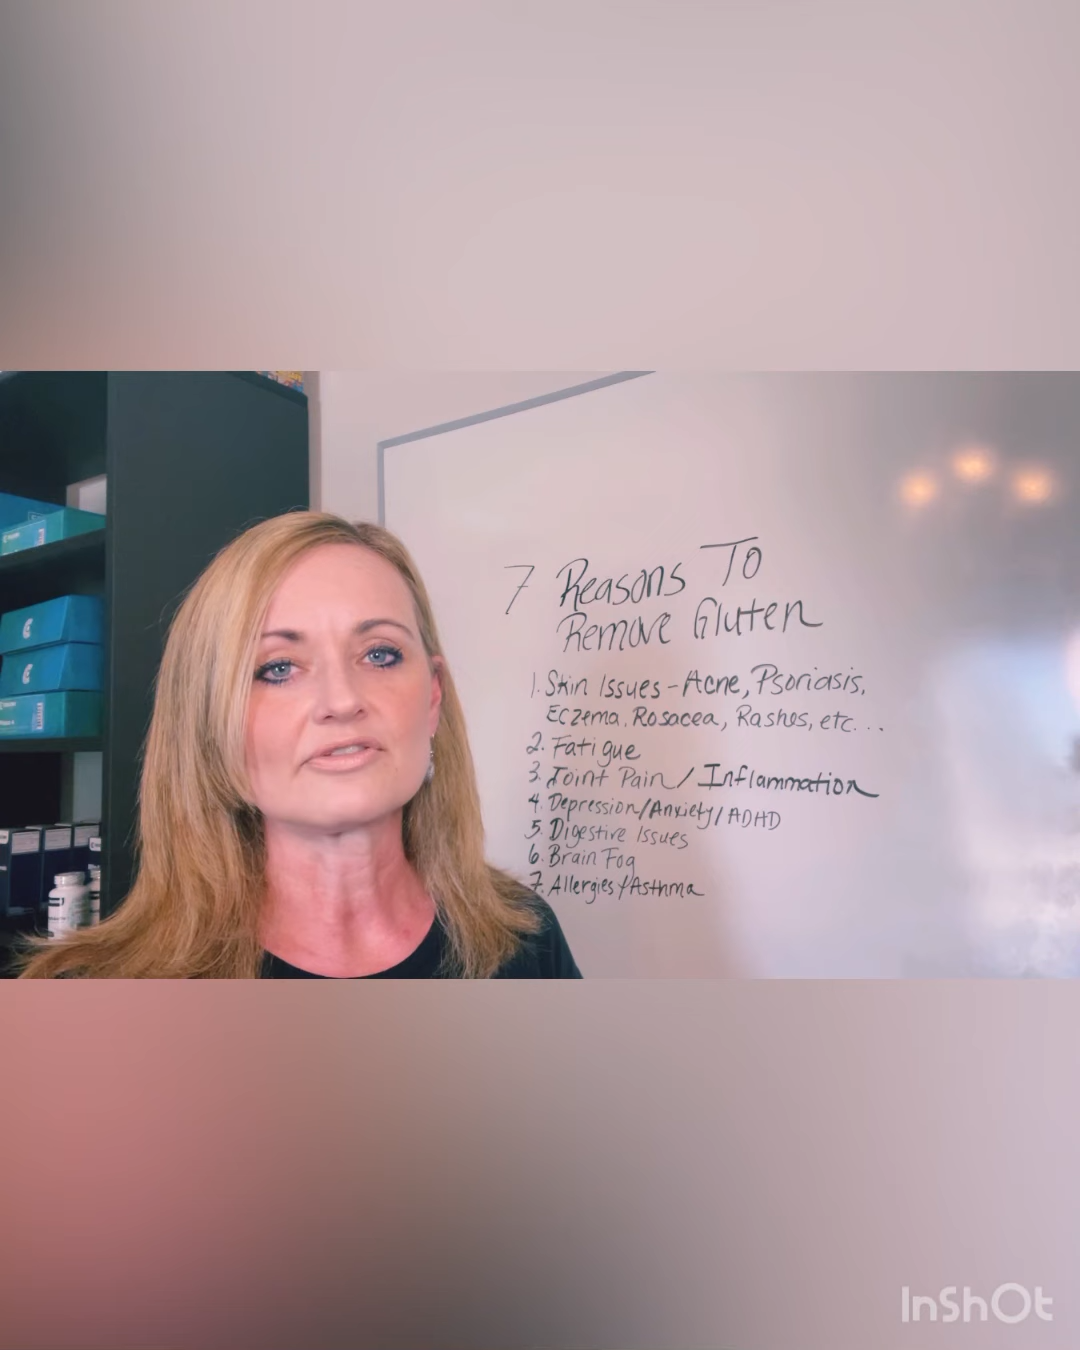 7 Reasons To
Remove Gluten
1. Skin Issues - Acne, Psoriasis,
Eczema, Rosacea, Rashes, etc...
2. Fatigue
3. Joint Pain / Inflammation
4. Depression/Anxiety/ADHD
5. Digestive Issues
6. Brain Fog
7. Allergies/Asthma
InShOt